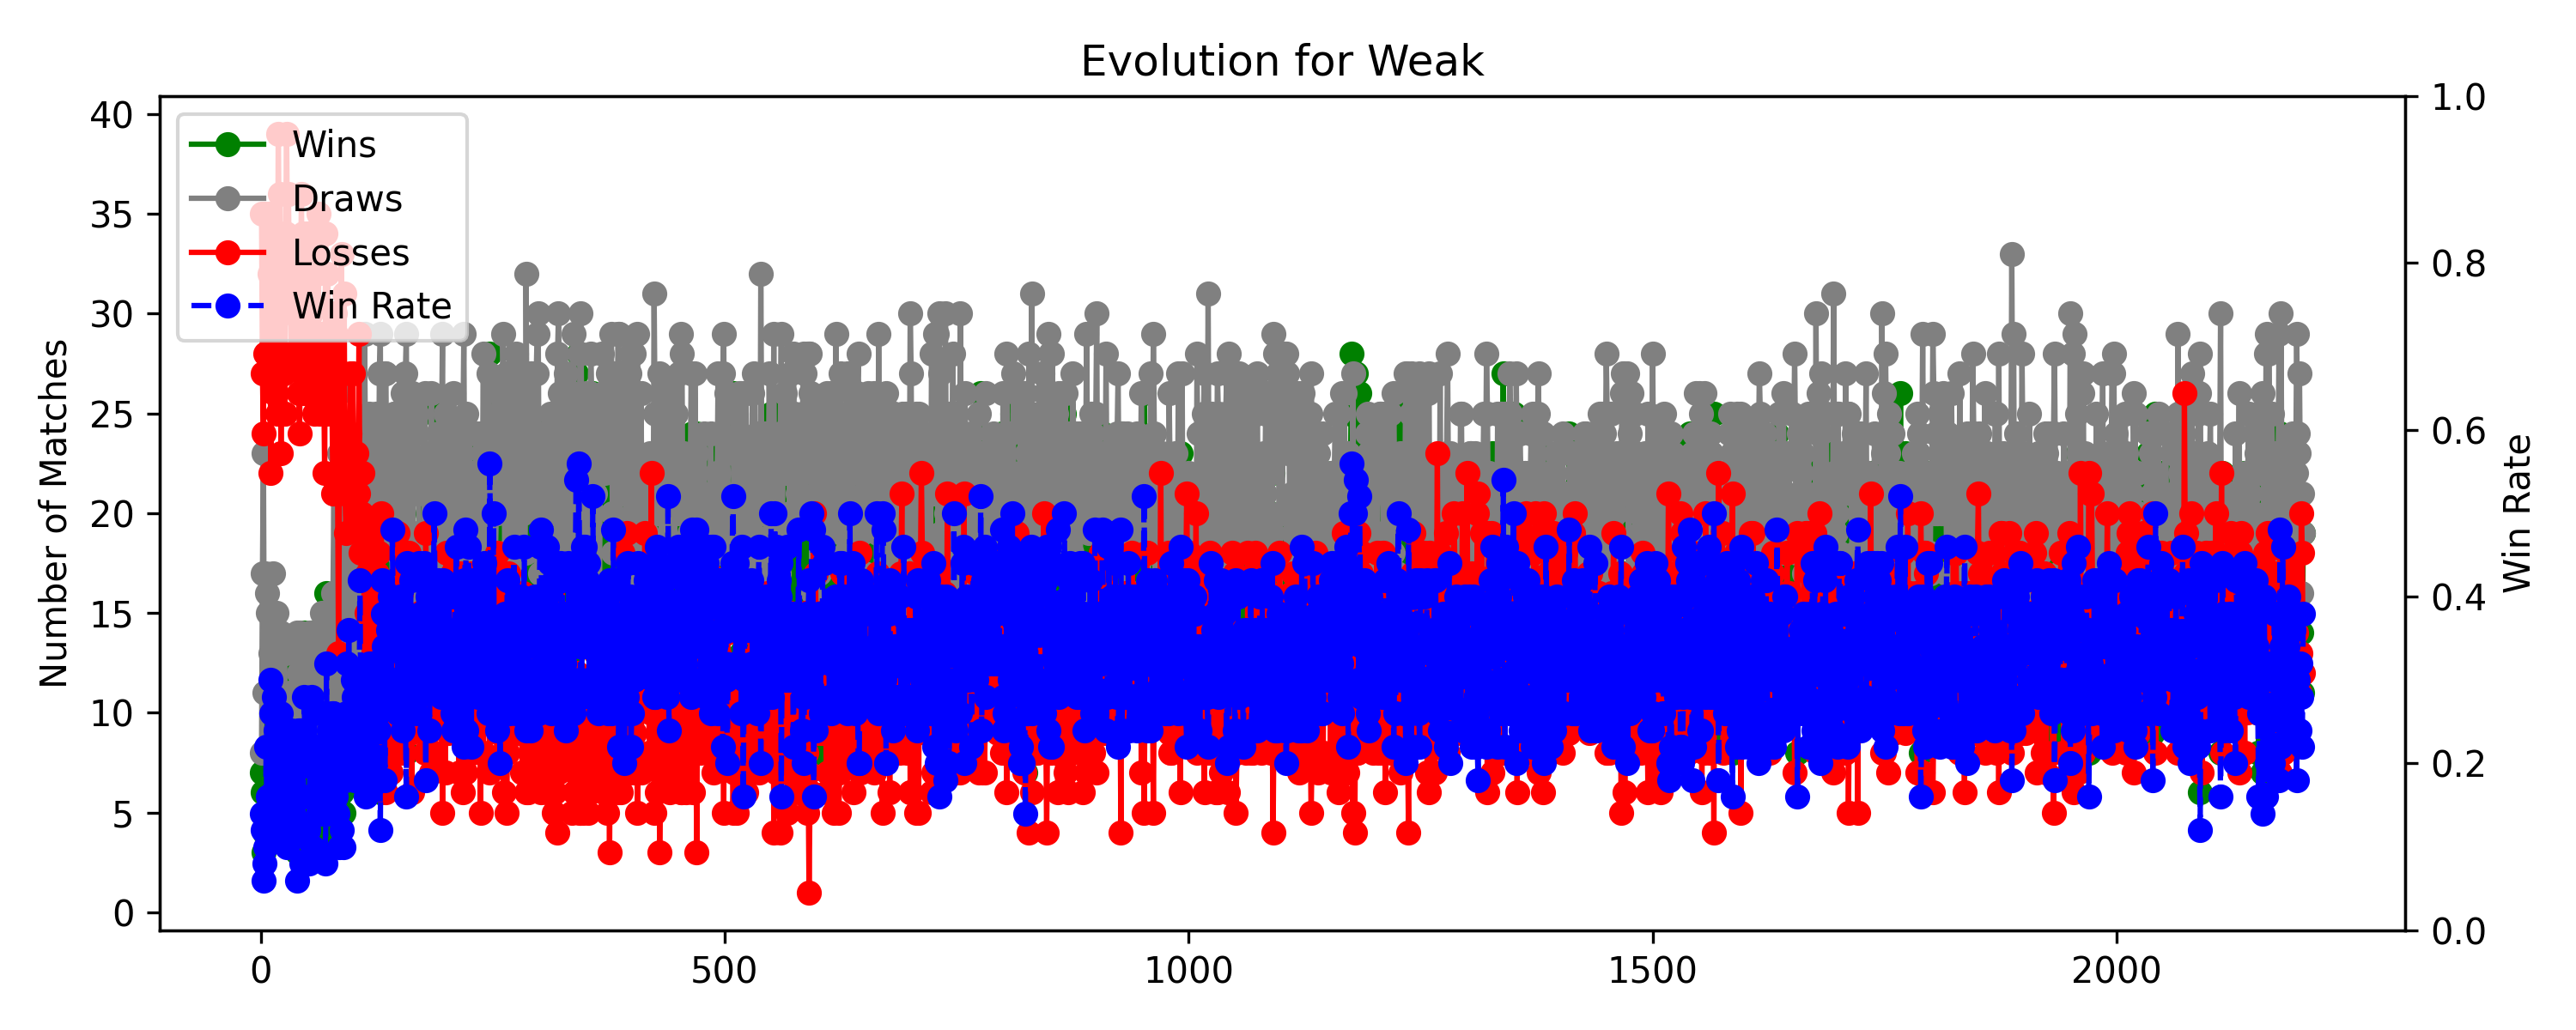 Evolution for Weak
Wins
Draws
Losses
Win Rate
Number of Matches
40
35
30
25
20
15
10
5
0
1.0
0.8
0.6
0.4
0.2
0.0
Win Rate
0 500 1000 1500 2000